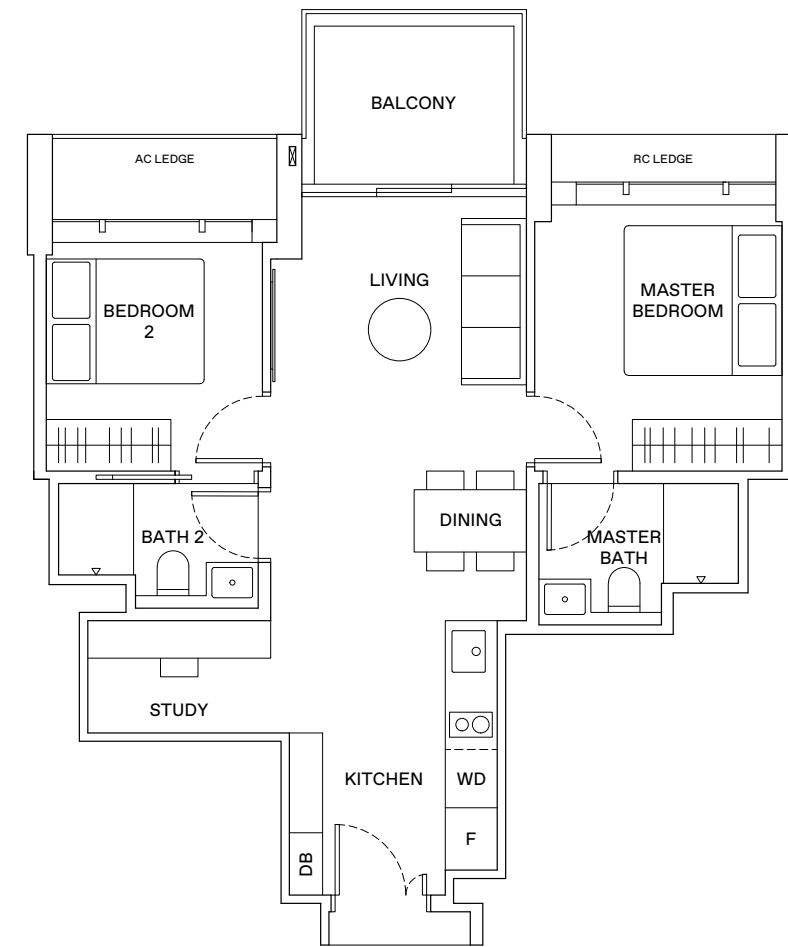 BALCONY
AC LEDGE
RC LEDGE
LIVING
BEDROOM
2
MASTER
BEDROOM
DINING
BATH 2
MASTER
BATH
STUDY
KITCHEN
WD
F
DB